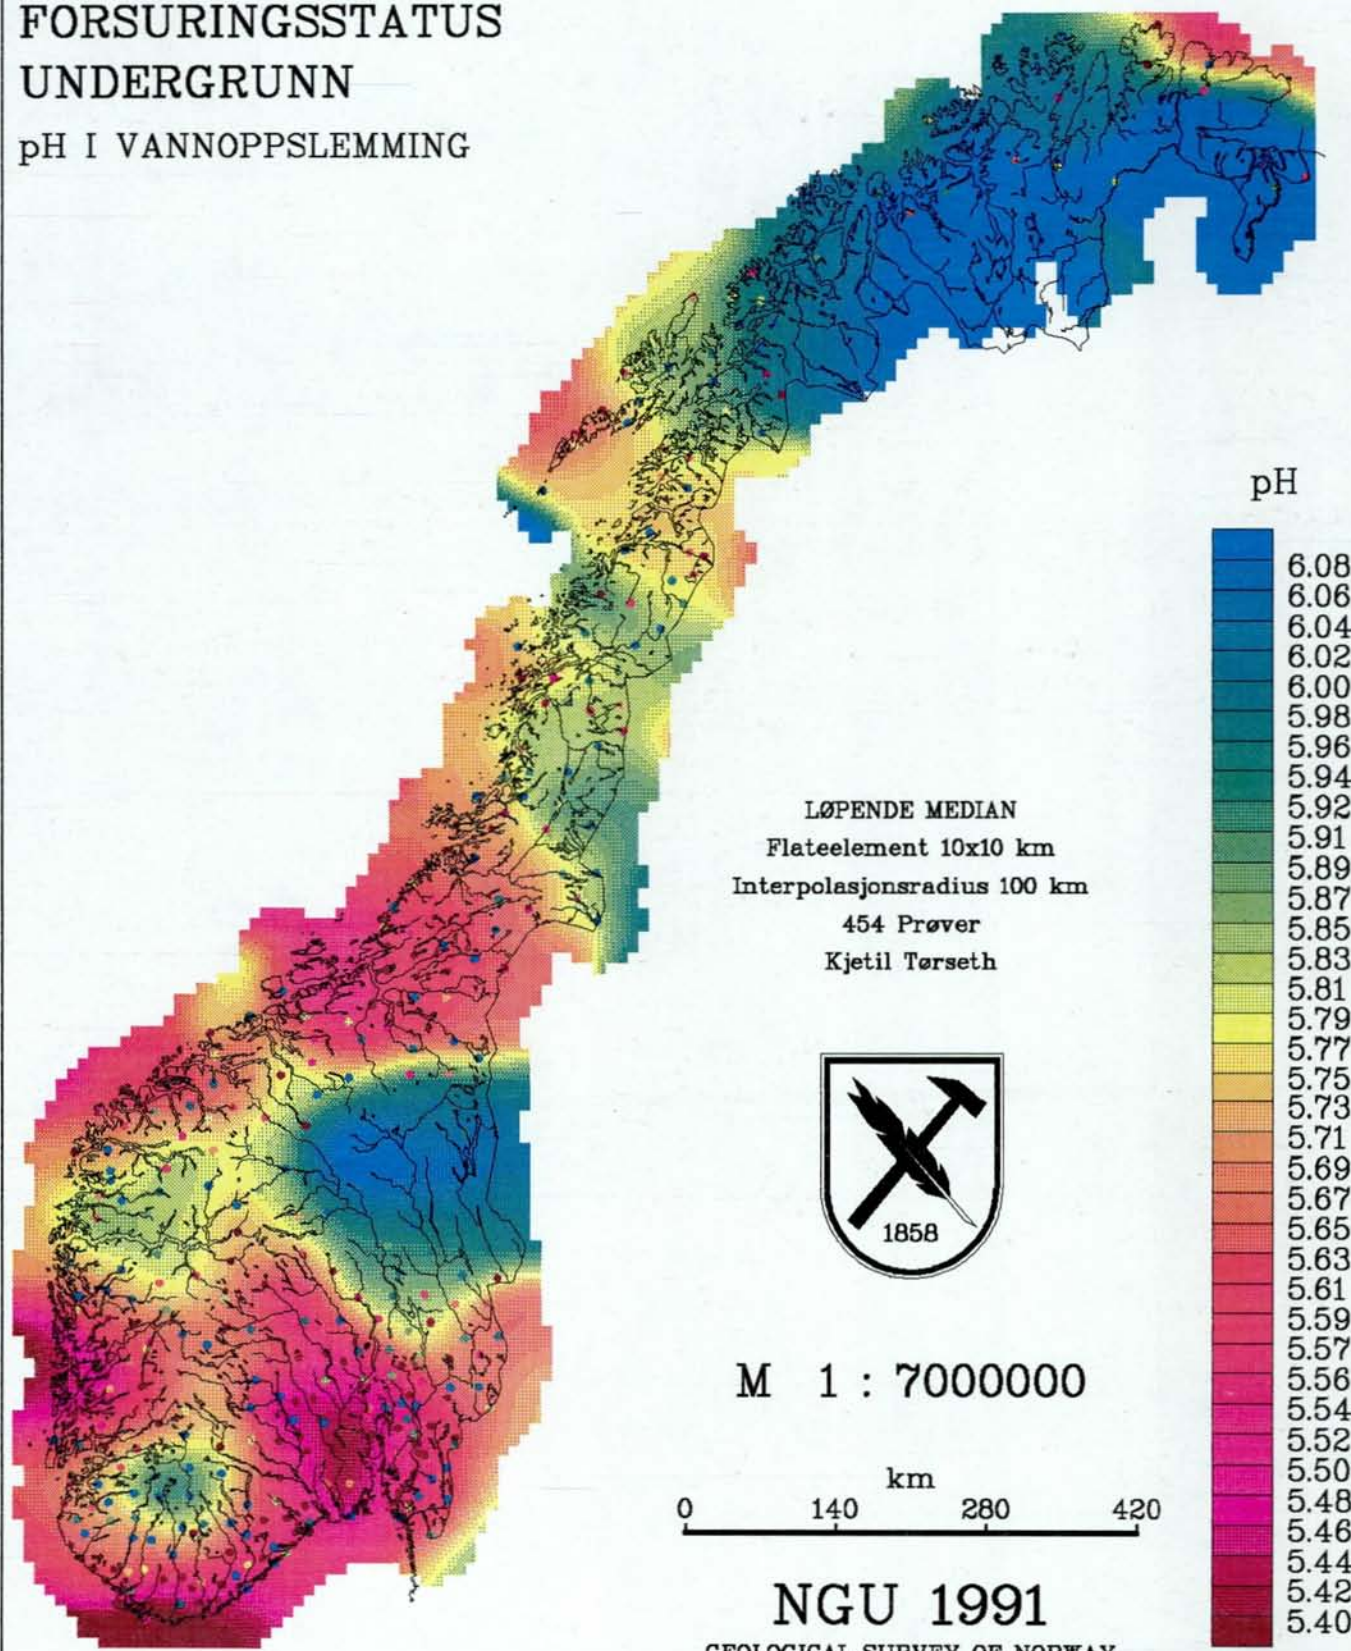 FORSURINGSSTATUS
UNDERGRUNN
pH I VANNOPPSLEMMING
pH
6.08
6.06
6.04
6.02
6.00
5.98
5.96
5.94
5.92
5.91
5.89
5.87
5.85
5.83
5.81
5.79
5.77
5.75
5.73
5.71
5.69
5.67
5.65
5.63
5.61
5.59
5.57
5.56
5.54
5.52
5.50
5.48
5.46
5.44
5.42
5.40
LØPENDE MEDIAN
Flateelement 10x10 km
Interpolasjonsradius 100 km
454 Prøver
Kjetil Tørseth
1858
M 1 : 7000000
km
0 140 280 420
NGU 1991
GEOLOGICAL SURVEY OF NORWAY